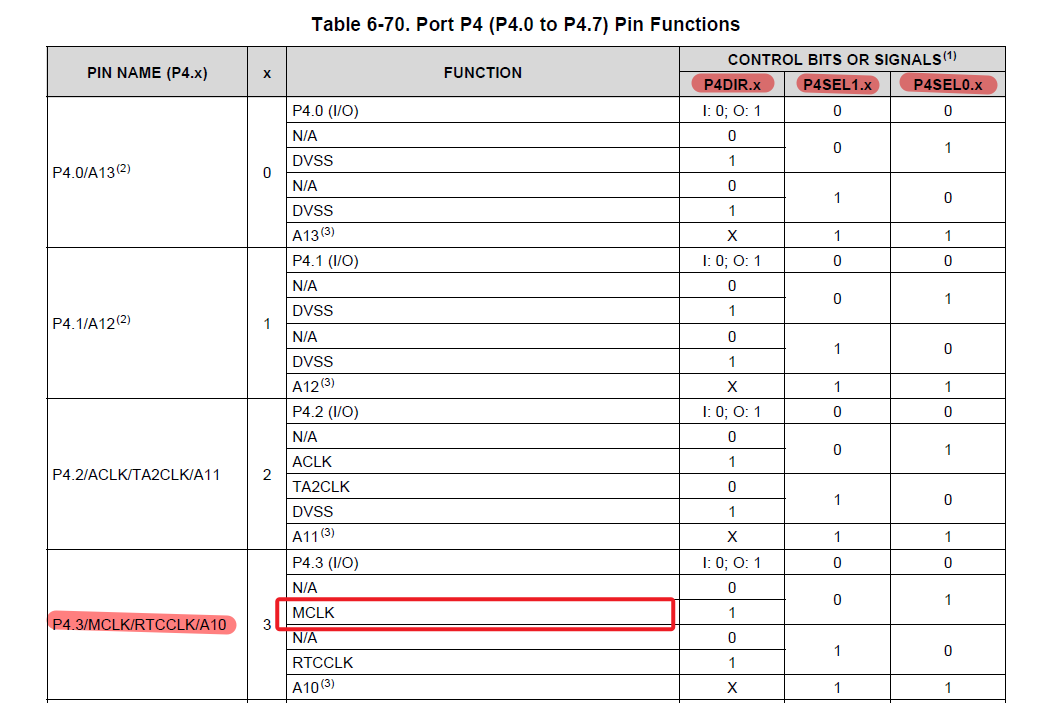 Table 6-70. Port P4 (P4.0 to P4.7) Pin Functions
PIN NAME (P4.x) x FUNCTION CONTROL BITS OR SIGNALS(1)
P4DIR.x P4SEL1.x P4SEL0.x
P4.0/A13(2) 0 P4.0 (I/O) I: 0; O: 1 0 0
N/A 0 0 1
DVSS 1
N/A 0 1 0
DVSS 1
A13(3) X 1 1
P4.1/A12(2) 1 P4.1 (I/O) I: 0; O: 1 0 0
N/A 0 0 1
DVSS 1
N/A 0 1 0
DVSS 1
A12(3) X 1 1
P4.2/ACLK/TA2CLK/A11 2 P4.2 (I/O) I: 0; O: 1 0 0
N/A 0 0 1
ACLK 1
TA2CLK 0 1 0
DVSS 1
A11(3) X 1 1
P4.3/MCLK/RTCCLK/A10 3 P4.3 (I/O) I: 0; O: 1 0 0
N/A 0 0 1
MCLK 1
N/A 0 1 0
RTCCLK 1
A10(3) X 1 1